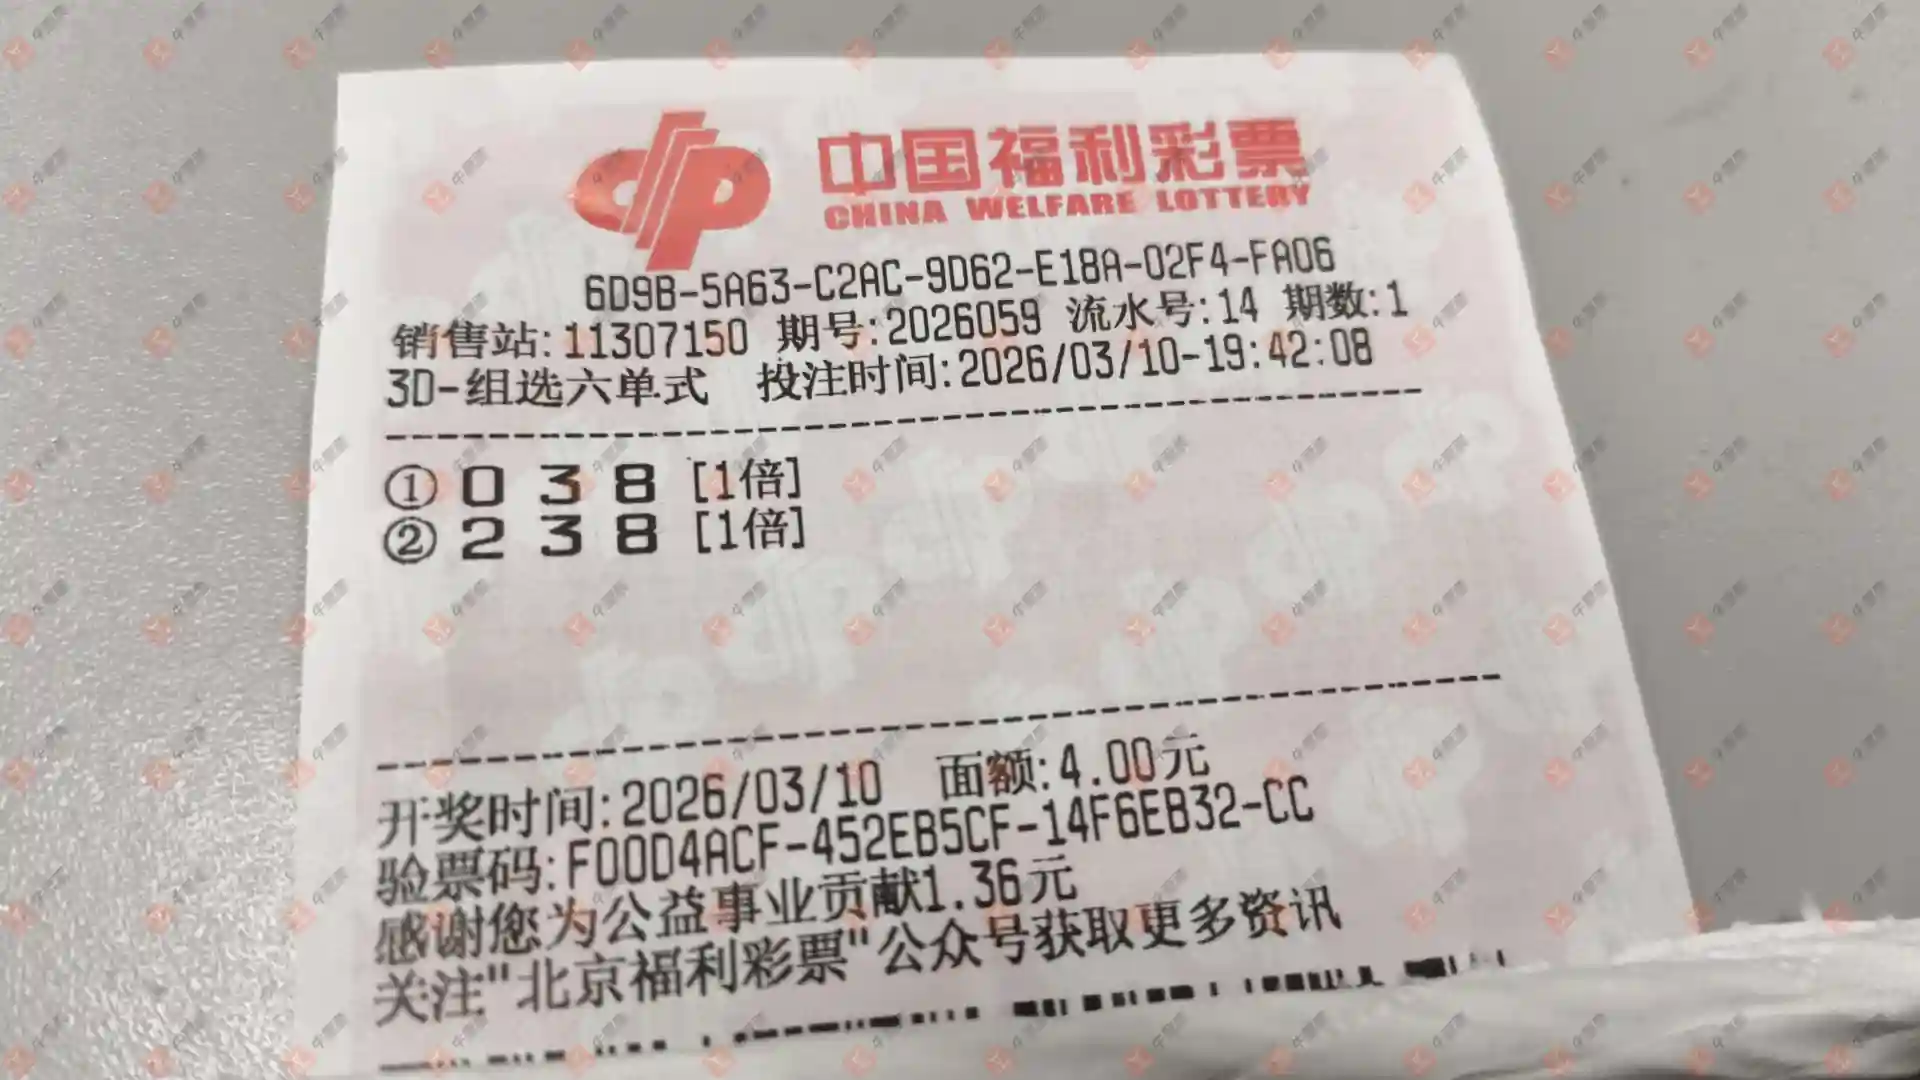 中国福利彩票
CHINA WELFARE LOTTERY
6D9B-5A63-C2AC-9D62-E18A-02F4-FA06
销售站:11307150 期号:2026059 流水号:14 期数:1
3D-组选六单式 投注时间:2026/03/10-19:42:08
① 0 3 8 [1倍]
② 2 3 8 [1倍]
开奖时间:2026/03/10 面额:4.00元
验票码:F00D4ACF-452EB5CF-14F6EB32-CC
感谢您为公益事业贡献1.36元
关注"北京福利彩票"公众号获取更多资讯